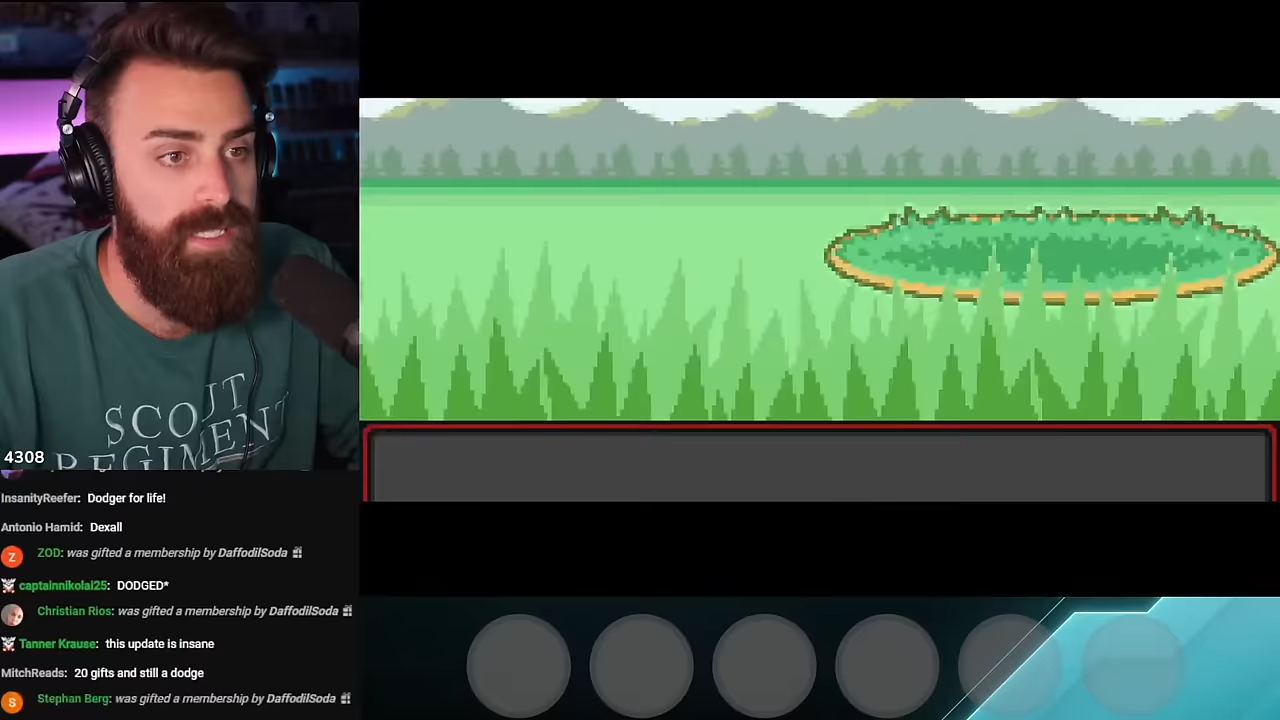 SCOUT
REGIMENT
4308
InsanityReefer: Dodger for life!
Antonio Hamid: Dexall
Z ZOD: was gifted a membership by DaffodilSoda
captainnikolai25: DODGED*
Christian Rios: was gifted a membership by DaffodilSoda
Tanner Krause: this update is insane
MitchReads: 20 gifts and still a dodge
S Stephan Berg: was gifted a membership by DaffodilSoda